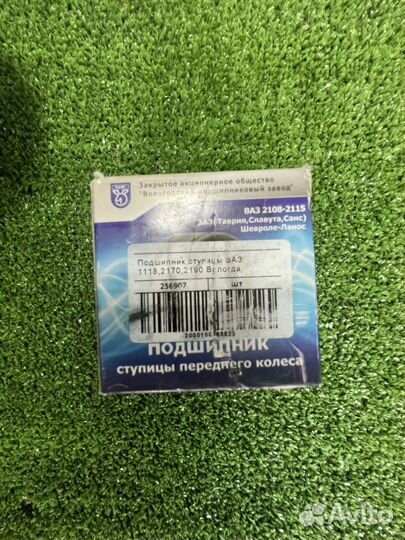 Закрытое акционерное общество
"Вологодский подшипниковый завод"
ВАЗ 2108-2115
ЗАЗ(Таврия,Славута,Сенс)
Шевроле-Ланос
Подшипник ступицы ВАЗ
1118,2170,2190 Вологда
256907 шт
ПОДШИПНИК
ступицы переднего колеса
Avito